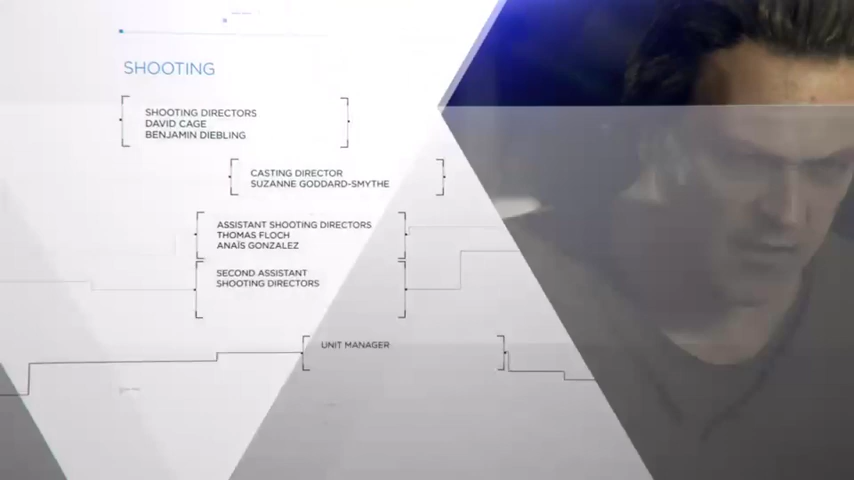 SHOOTING
SHOOTING DIRECTORS
DAVID CAGE
BENJAMIN DIEBLING
CASTING DIRECTOR
SUZANNE GODDARD-SMYTHE
ASSISTANT SHOOTING DIRECTORS
THOMAS FLOCH
ANAÏS GONZALEZ
SECOND ASSISTANT
SHOOTING DIRECTORS
UNIT MANAGER